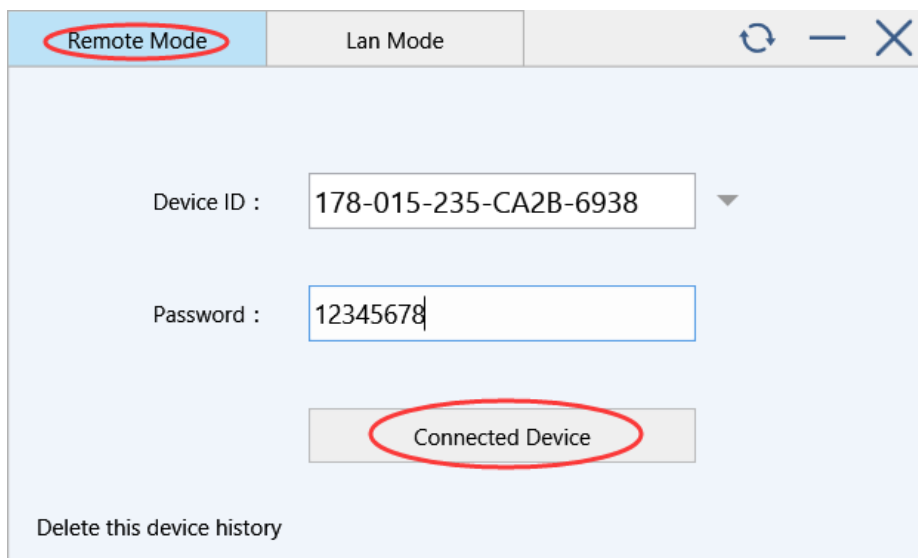 Remote Mode
Lan Mode
Device ID :
178-015-235-CA2B-6938
Password :
12345678
Connected Device
Delete this device history